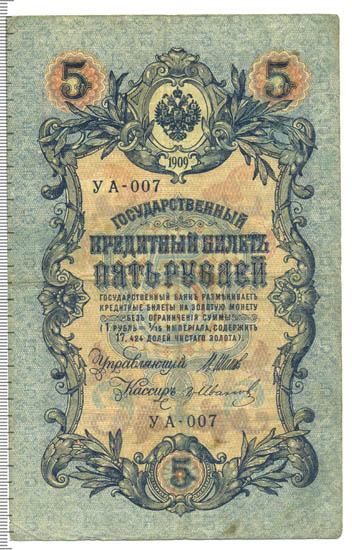 5 5
1909
УА-007
ГОСУДАРСТВЕННЫЙ
КРЕДИТНЫЙ БИЛЕТЪ
ПЯТЬ РУБЛЕЙ
ГОСУДАРСТВЕННЫЙ БАНКЪ РАЗМѢНИВАЕТЪ
КРЕДИТНЫЕ БИЛЕТЫ НА ЗОЛОТУЮ МОНЕТУ
БЕЗЪ ОГРАНИЧЕНІЯ СУММЫ
(1 РУБЛЬ = 1/15 ИМПЕРІАЛА, СОДЕРЖИТЪ
17,424 ДОЛЕЙ ЧИСТАГО ЗОЛОТА).
Управляющій
Кассиръ
УА-007
5